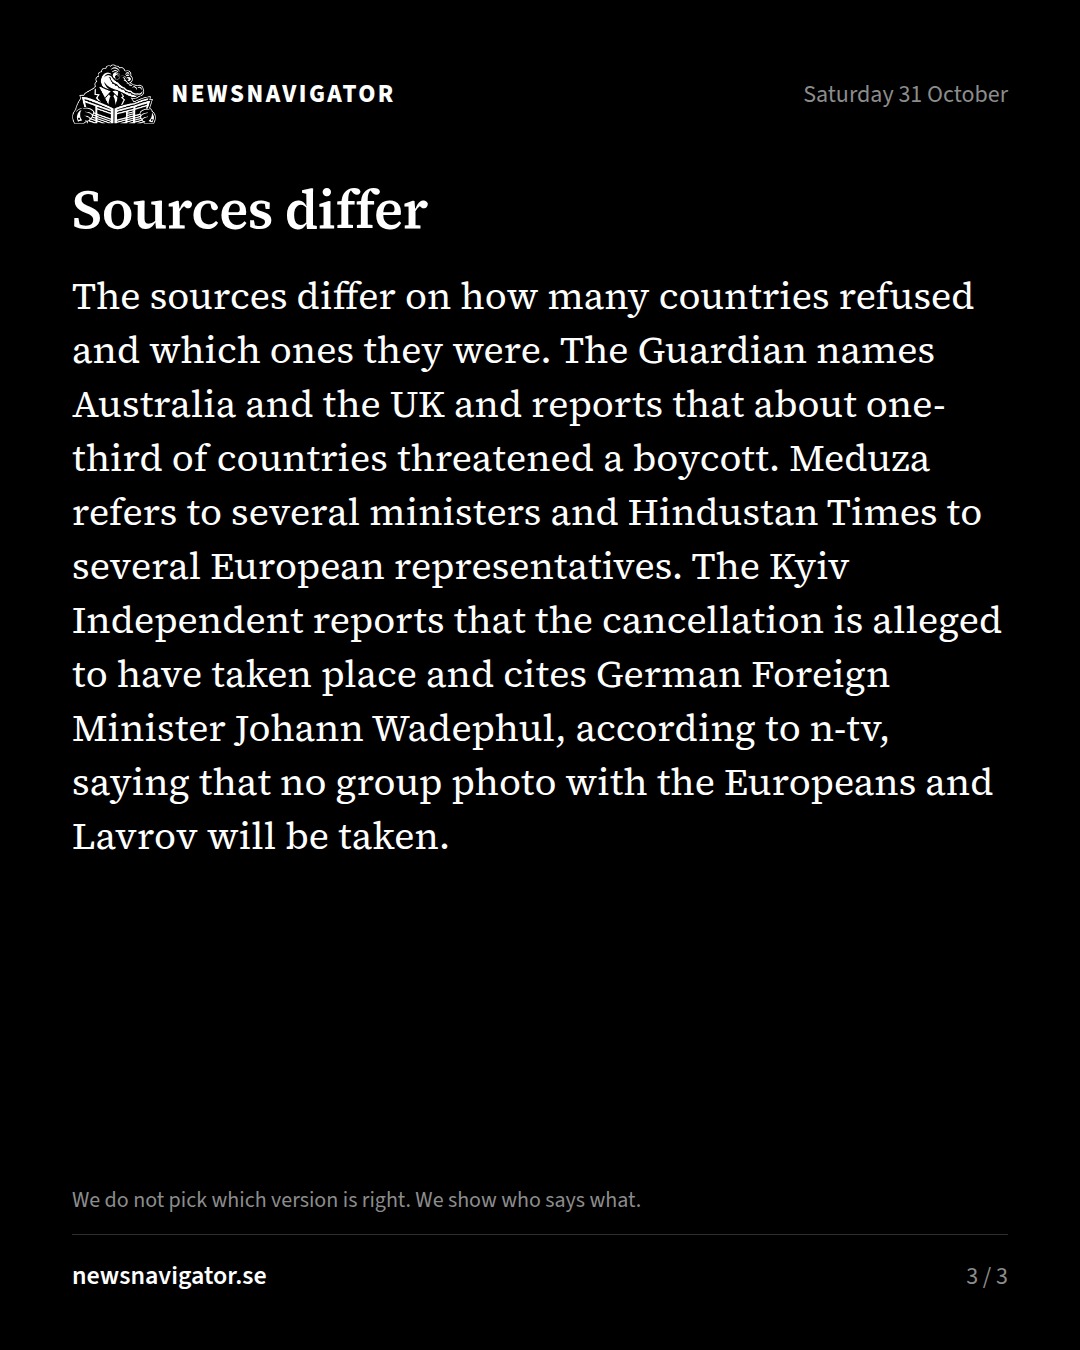 NEWSNAVIGATOR
Saturday 31 October
Sources differ
The sources differ on how many countries refused
and which ones they were. The Guardian names
Australia and the UK and reports that about one-
third of countries threatened a boycott. Meduza
refers to several ministers and Hindustan Times to
several European representatives. The Kyiv
Independent reports that the cancellation is alleged
to have taken place and cites German Foreign
Minister Johann Wadephul, according to n-tv,
saying that no group photo with the Europeans and
Lavrov will be taken.
We do not pick which version is right. We show who says what.
newsnavigator.se
3 / 3